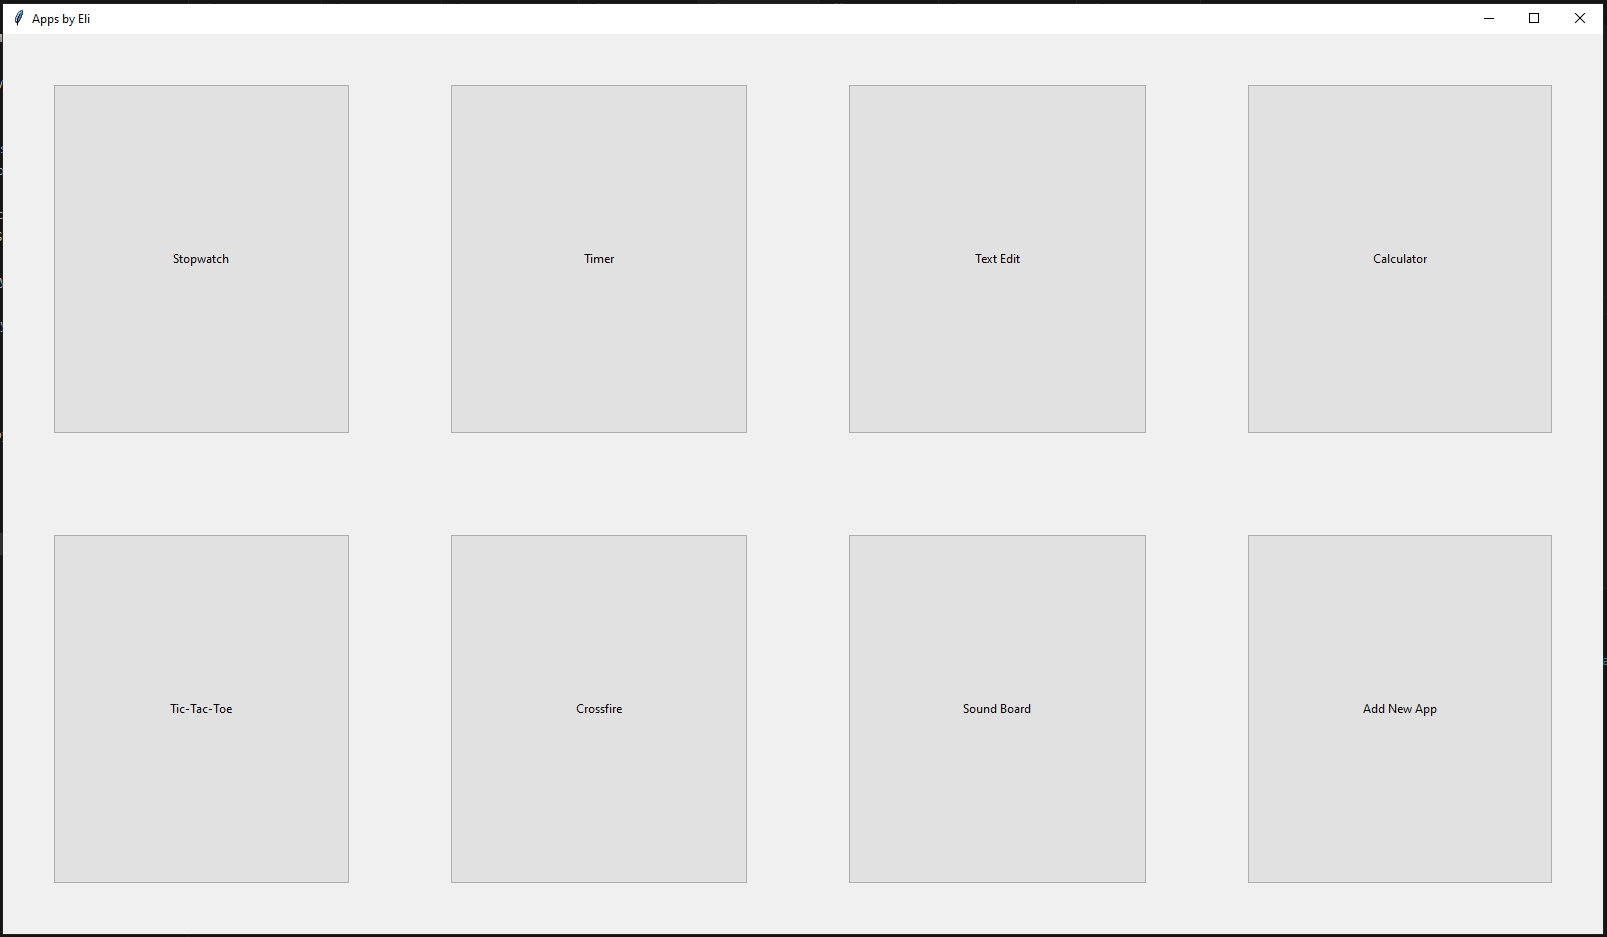 Apps by Eli
Stopwatch
Timer
Text Edit
Calculator
Tic-Tac-Toe
Crossfire
Sound Board
Add New App